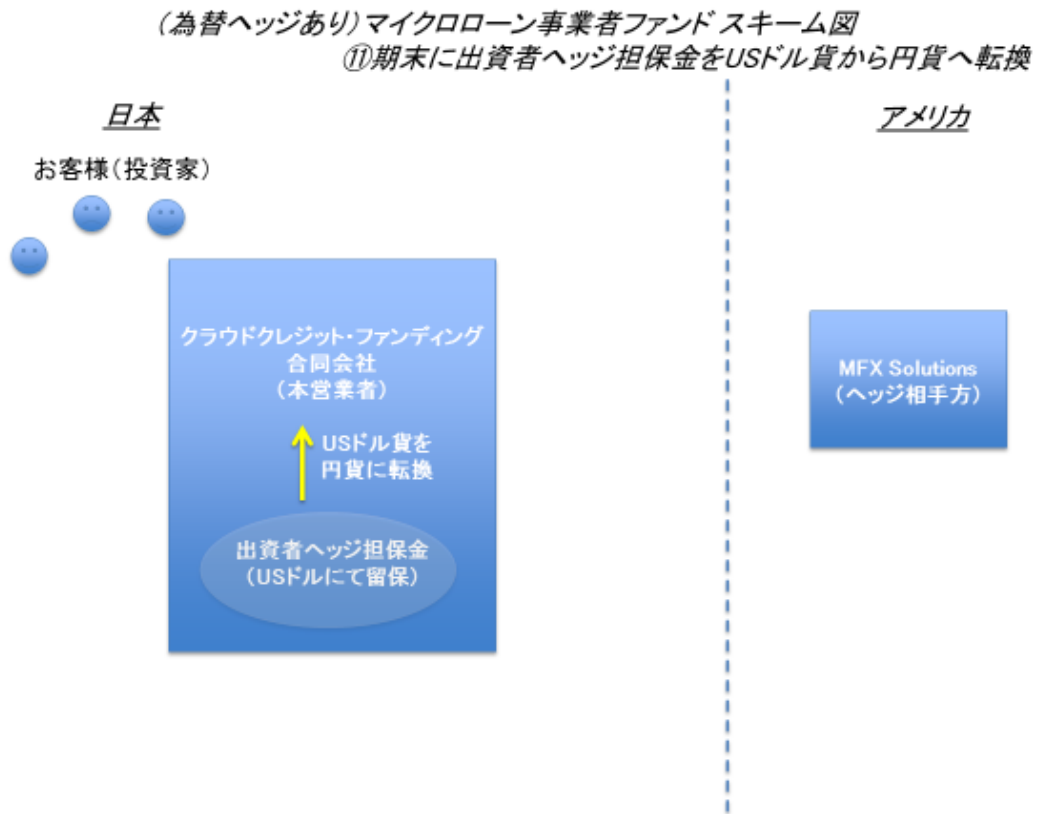 （為替ヘッジあり）マイクロローン事業者ファンド スキーム図
⑪期末に出資者ヘッジ担保金をUSドル貨から円貨へ転換
日本
アメリカ
お客様（投資家）
クラウドクレジット・ファンディング
合同会社
（本営業者）
USドル貨を
円貨に転換
出資者ヘッジ担保金
（USドルにて留保）
MFX Solutions
（ヘッジ相手方）